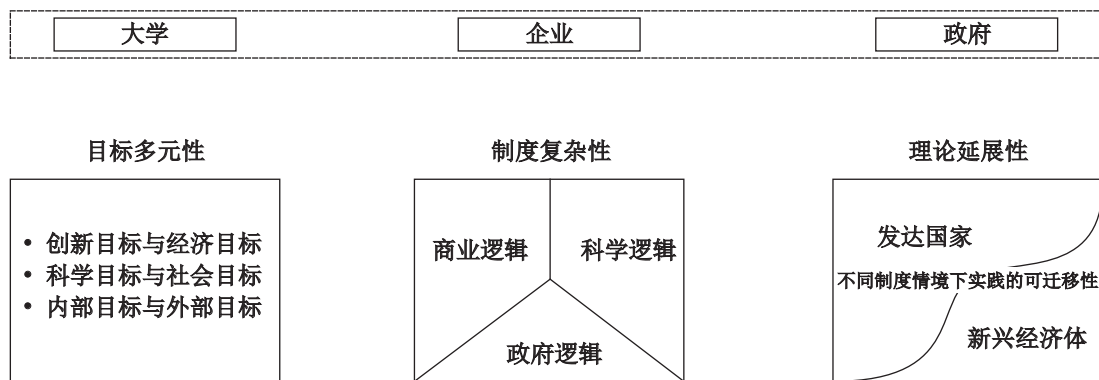 大学
企业
政府
目标多元性
制度复杂性
理论延展性
• 创新目标与经济目标
• 科学目标与社会目标
• 内部目标与外部目标
商业逻辑
科学逻辑
政府逻辑
发达国家
不同制度情境下实践的可迁移性
新兴经济体